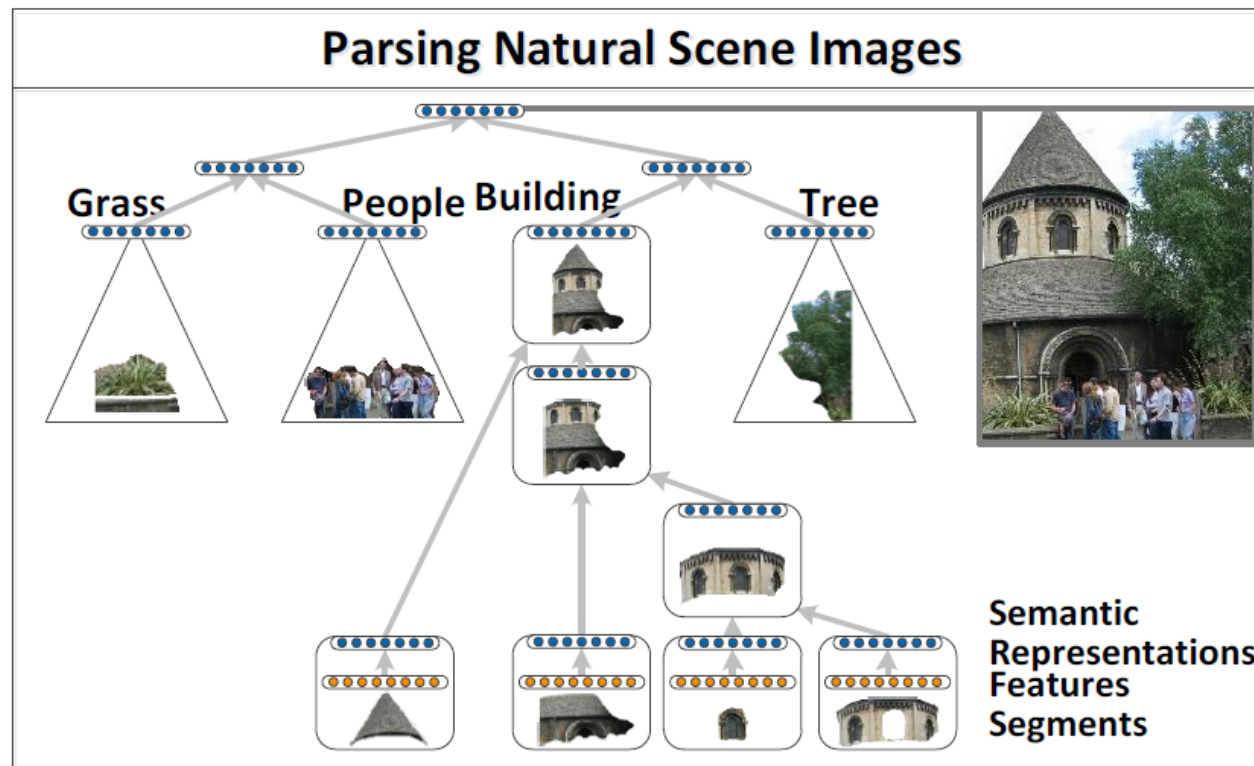 Parsing Natural Scene Images
Grass
People
Building
Tree
Semantic
Representations
Features
Segments